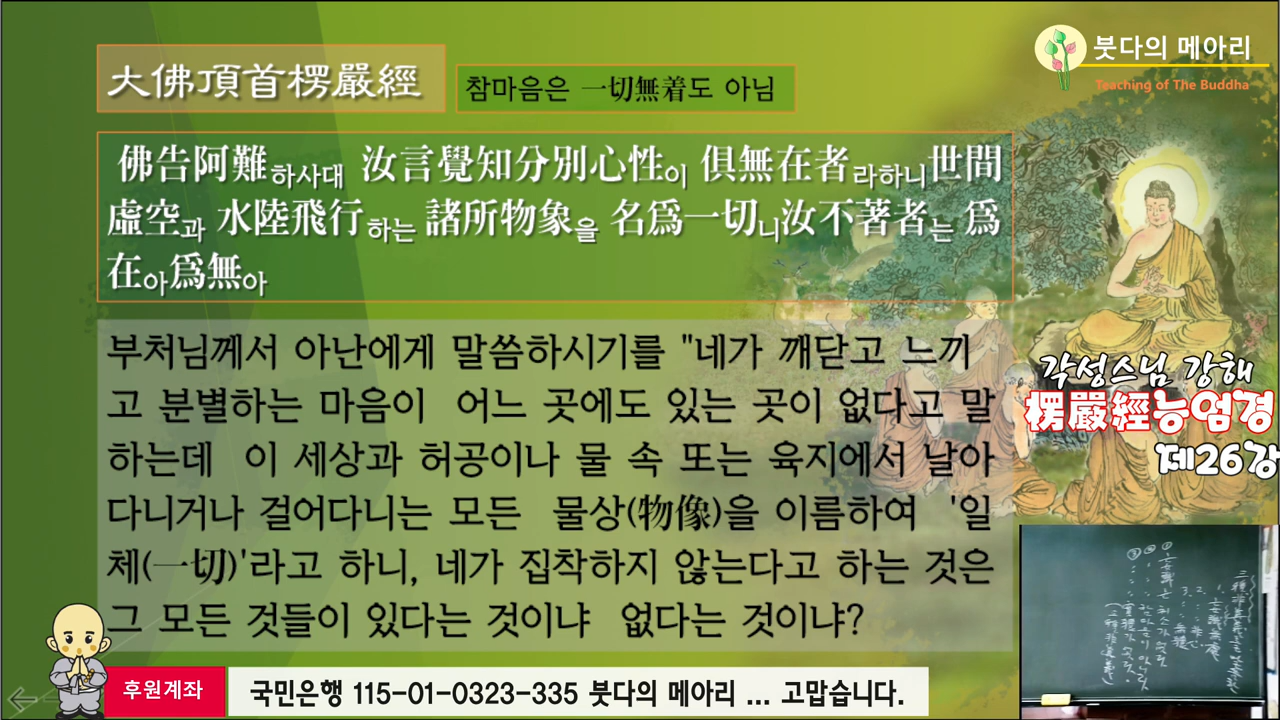 大佛頂首楞嚴經
참마음은 一切無着도 아님
붓다의 메아리
Teaching of The Buddha
佛告阿難하사대 汝言覺知分別心性이 俱無在者라하니世間
虛空과 水陸飛行하는 諸所物象을 名爲一切니汝不著者는 爲
在아爲無아
부처님께서 아난에게 말씀하시기를 "네가 깨닫고 느끼
고 분별하는 마음이 어느 곳에도 있는 곳이 없다고 말
하는데 이 세상과 허공이나 물 속 또는 육지에서 날아
다니거나 걸어다니는 모든 물상(物像)을 이름하여 '일
체(一切)'라고 하니, 네가 집착하지 않는다고 하는 것은
그 모든 것들이 있다는 것이냐 없다는 것이냐?
각성스님 강해
楞嚴經능엄경
제26강
후원계좌
국민은행 115-01-0323-335 붓다의 메아리 ... 고맙습니다.